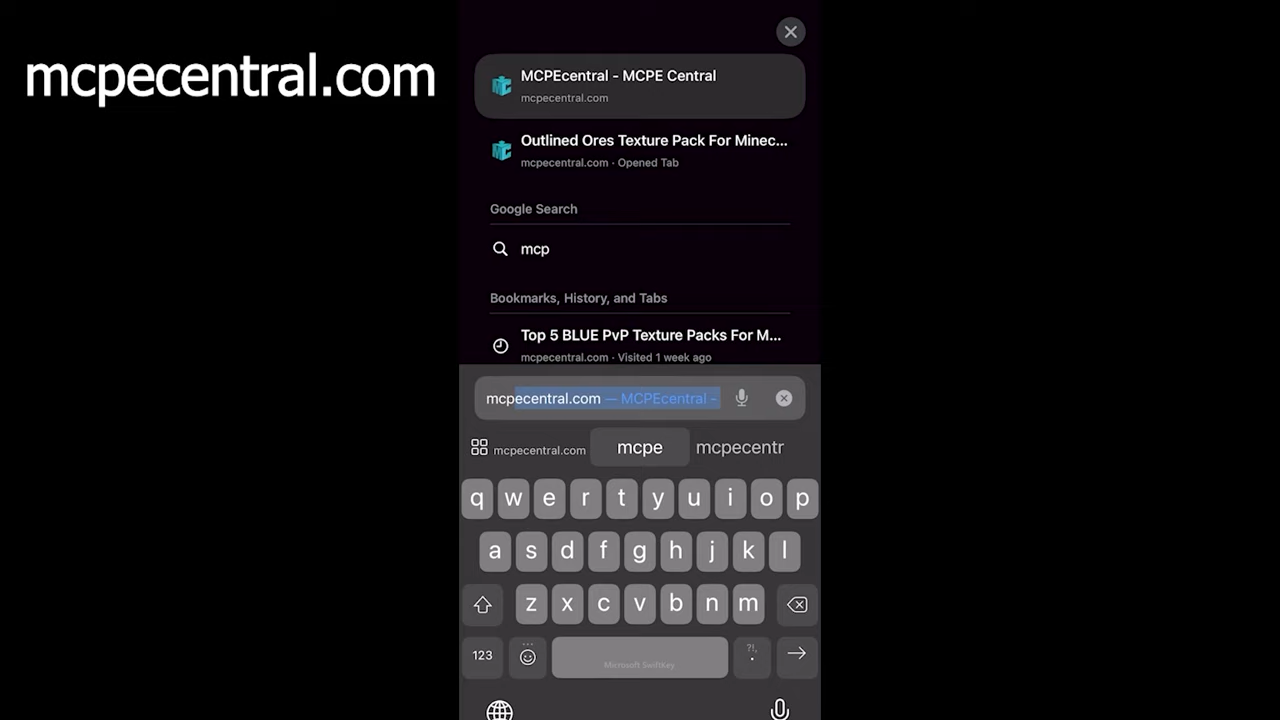 mcpecentral.com
MCPEcentral - MCPE Central
mcpecentral.com
Outlined Ores Texture Pack For Minec...
mcpecentral.com · Opened Tab
Google Search
mcp
Bookmarks, History, and Tabs
Top 5 BLUE PvP Texture Packs For M...
mcpecentral.com · Visited 1 week ago
mcpecentral.com — MCPEcentral -
mcpecentral.com mcpe mcpecentr
q w e r t y u i o p
a s d f g h j k l
z x c v b n m
123 Microsoft SwiftKey ?!, .